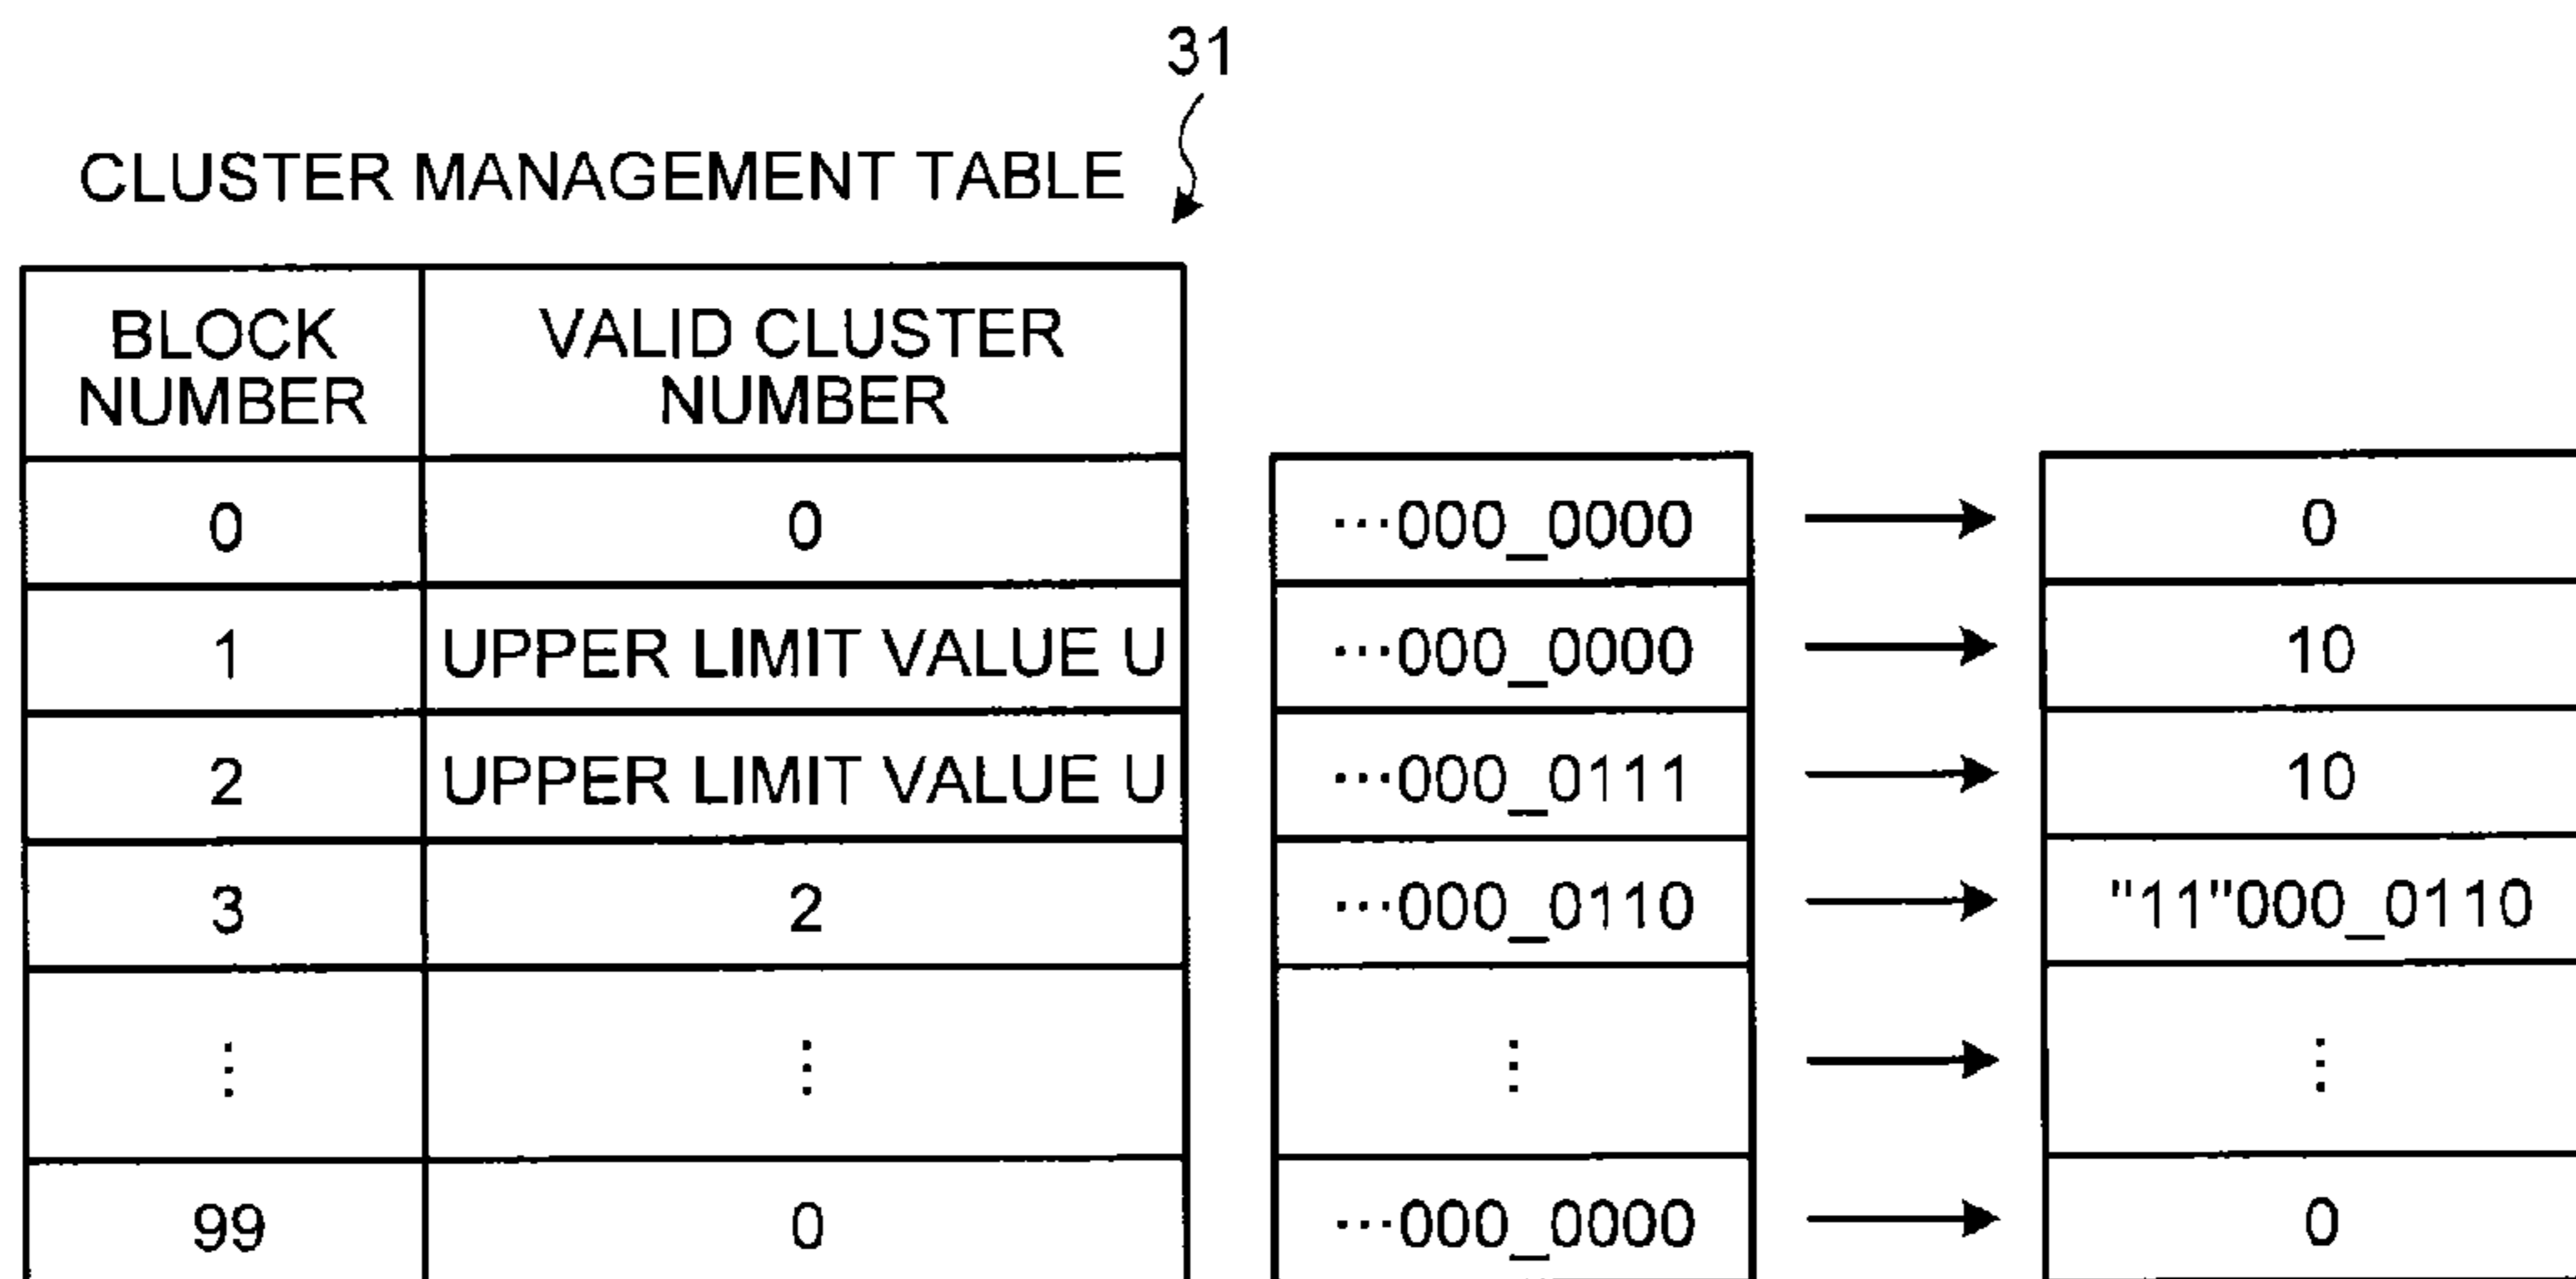 31
CLUSTER MANAGEMENT TABLE
BLOCK NUMBER VALID CLUSTER NUMBER
0 0 ···000_0000 0
1 UPPER LIMIT VALUE U ···000_0000 10
2 UPPER LIMIT VALUE U ···000_0111 10
3 2 ···000_0110 "11"000_0110
⋮ ⋮ ⋮ ⋮
99 0 ···000_0000 0